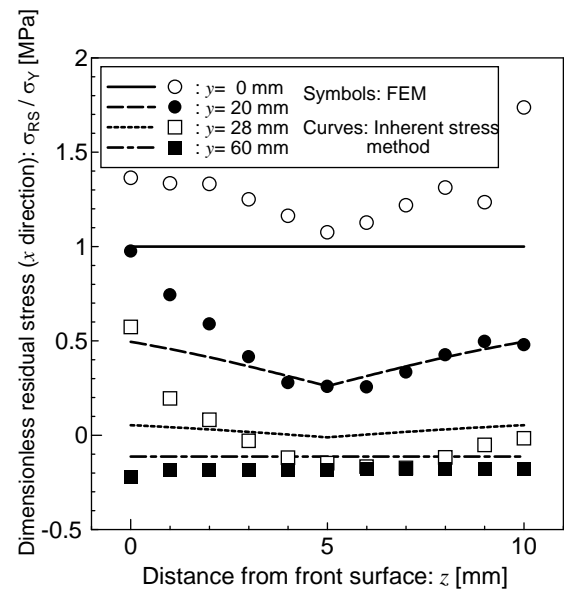 Dimensionless residual stress (x direction): σRS / σY [MPa]
2
1.5
1
0.5
0
-0.5
: y= 0 mm
: y= 20 mm
: y= 28 mm
: y= 60 mm
Symbols: FEM
Curves: Inherent stress
method
0
5
10
Distance from front surface: z [mm]